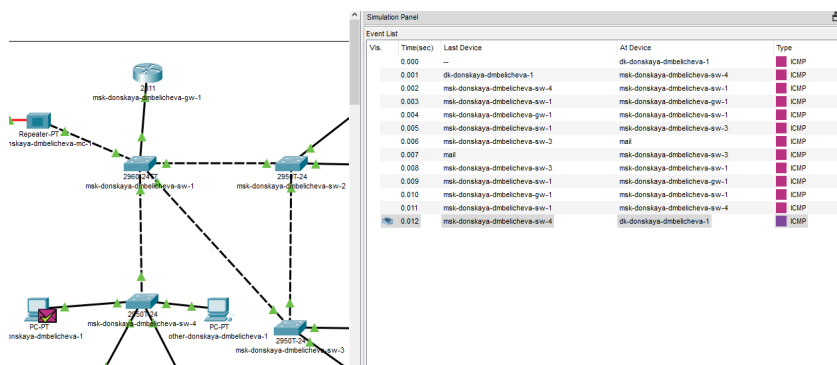 Simulation Panel
Event List
Vis. Time(sec) Last Device At Device Type
0.000 -- dk-donskaya-dmbelicheva-1 ICMP
0.001 dk-donskaya-dmbelicheva-1 msk-donskaya-dmbelicheva-sw-4 ICMP
0.002 msk-donskaya-dmbelicheva-sw-4 msk-donskaya-dmbelicheva-sw-1 ICMP
0.003 msk-donskaya-dmbelicheva-sw-1 msk-donskaya-dmbelicheva-gw-1 ICMP
0.004 msk-donskaya-dmbelicheva-gw-1 msk-donskaya-dmbelicheva-sw-1 ICMP
0.005 msk-donskaya-dmbelicheva-sw-1 msk-donskaya-dmbelicheva-sw-3 ICMP
0.006 msk-donskaya-dmbelicheva-sw-3 mail ICMP
0.007 mail msk-donskaya-dmbelicheva-sw-3 ICMP
0.008 msk-donskaya-dmbelicheva-sw-3 msk-donskaya-dmbelicheva-sw-1 ICMP
0.009 msk-donskaya-dmbelicheva-sw-1 msk-donskaya-dmbelicheva-gw-1 ICMP
0.010 msk-donskaya-dmbelicheva-gw-1 msk-donskaya-dmbelicheva-sw-1 ICMP
0.011 msk-donskaya-dmbelicheva-sw-1 msk-donskaya-dmbelicheva-sw-4 ICMP
0.012 msk-donskaya-dmbelicheva-sw-4 dk-donskaya-dmbelicheva-1 ICMP
2811
msk-donskaya-dmbelicheva-gw-1
Repeater-PT
onskaya-dmbelicheva-mc-1
2960-24TT
msk-donskaya-dmbelicheva-sw-1
2950T-24
msk-donskaya-dmbelicheva-sw-2
PC-PT
onskaya-dmbelicheva-1
2950T-24
msk-donskaya-dmbelicheva-sw-4
PC-PT
other-donskaya-dmbelicheva-1
2950T-24
msk-donskaya-dmbelicheva-sw-3